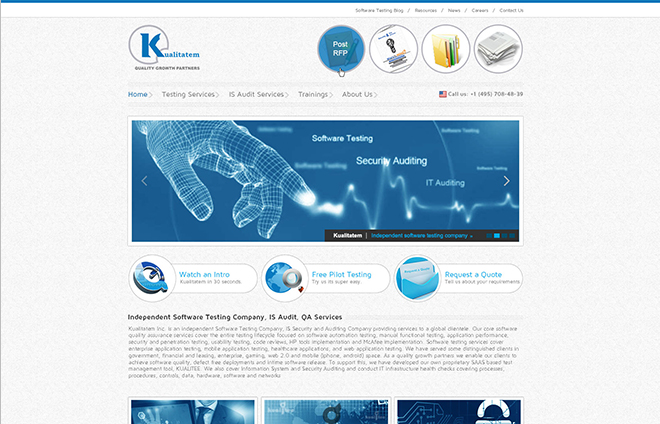 Software Testing Blog / Resources / News / Careers / Contact Us
Kualitatem
QUALITY GROWTH PARTNERS
Post
RFP
Home Testing Services IS Audit Services Trainings About Us Call us: +1 (495) 708-48-39
Software Testing
Software Testing
Security Auditing
Software Testing
Software Testing
IT Auditing
Kualitatem | Independent software testing company
Watch an Intro
Kualitatem in 30 seconds.
Free Pilot Testing
Try us its super easy.
Request a Quote
Tell us about your requirements
Independent Software Testing Company, IS Audit, QA Services
Kualitatem Inc. is an Independent Software Testing Company, IS Security and Auditing Company providing services to a global clientele. Our core software
quality assurance services cover the entire testing lifecycle focused on software automation testing, manual functional testing, application performance,
security and penetration testing, usability testing, code reviews, HP tools implementation and McAfee implementation. Software testing services cover
enterprise application testing, mobile application testing, healthcare applications, and web application testing. We have served some distinguished clients in
government, financial and leasing, enterprise, gaming, web 2.0 and mobile (iphone, android) space. As a quality growth partners we enable our clients to
achieve software quality, defect free deployments and intime software release. To support this, we have developed our own proprietary SAAS based test
management tool, KUALITEE. We also cover Information System and Security Auditing and conduct IT infrastructure health checks covering processes,
procedures, controls, data, hardware, software and networks